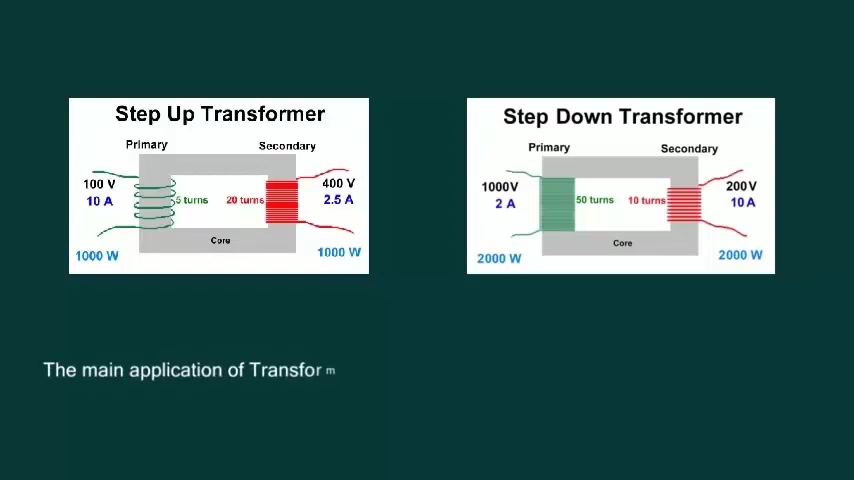 Step Up Transformer
Primary
Secondary
100 V
10 A
5 turns
20 turns
400 V
2.5 A
Core
1000 W
1000 W
Step Down Transformer
Primary
Secondary
1000V
2 A
50 turns
10 turns
200V
10 A
Core
2000 W
2000 W
The main application of Transform